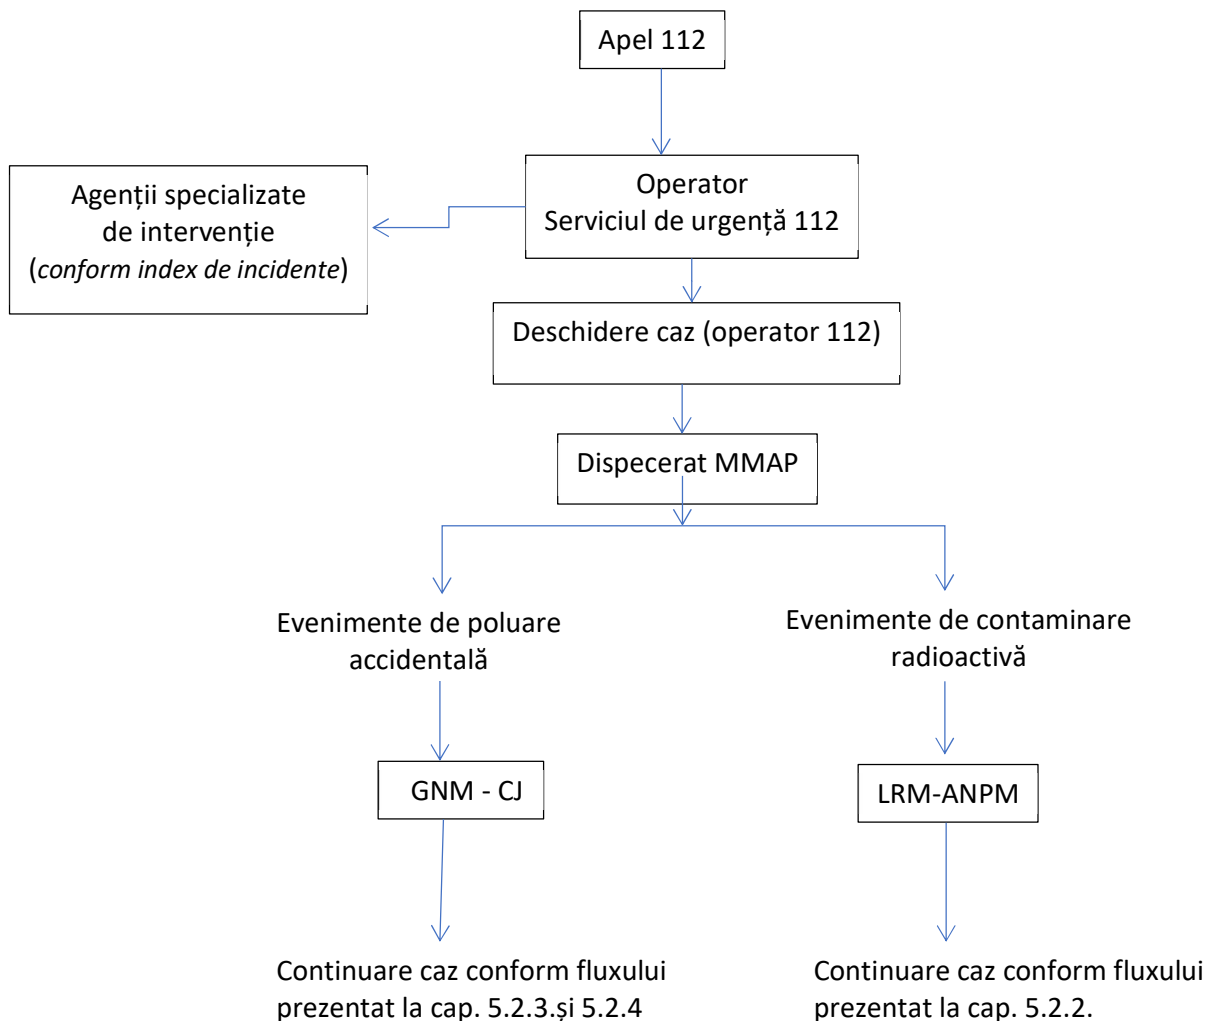 Apel 112
Agenții specializate
de intervenție
(conform index de incidente)
Operator
Serviciul de urgență 112
Deschidere caz (operator 112)
Dispecerat MMAP
Evenimente de poluare
accidentală
Evenimente de contaminare
radioactivă
GNM - CJ
LRM-ANPM
Continuare caz conform fluxului
prezentat la cap. 5.2.3.și 5.2.4
Continuare caz conform fluxului
prezentat la cap. 5.2.2.